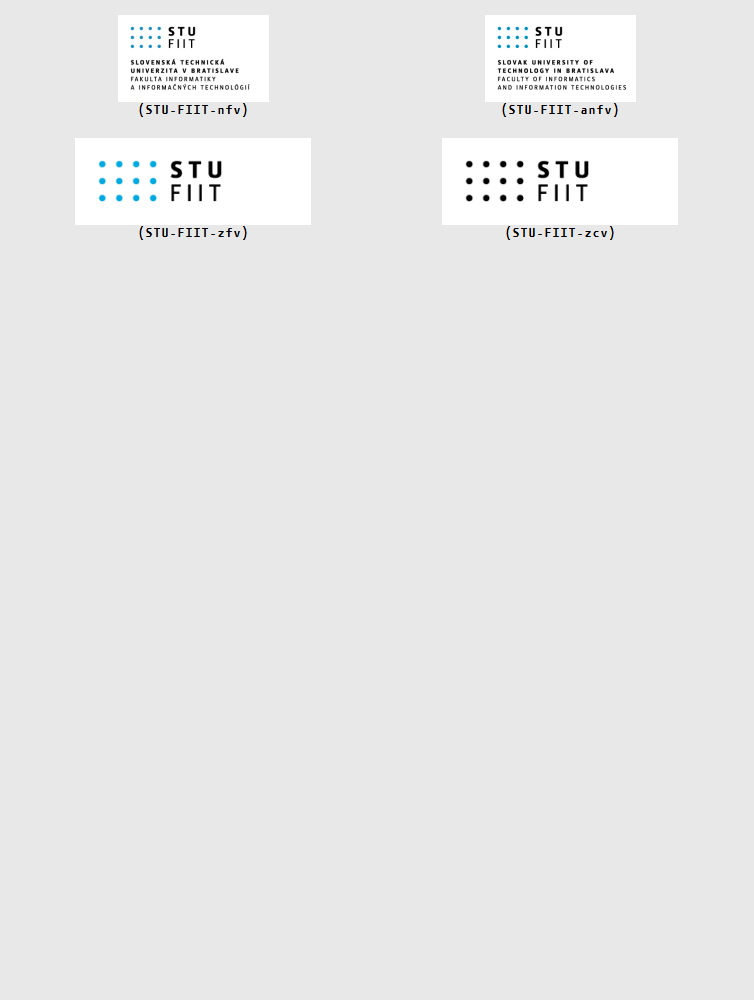 STU
FIIT
SLOVENSKÁ TECHNICKÁ
UNIVERZITA V BRATISLAVE
FAKULTA INFORMATIKY
A INFORMAČNÝCH TECHNOLÓGIÍ
(STU-FIIT-nfv)
STU
FIIT
SLOVAK UNIVERSITY OF
TECHNOLOGY IN BRATISLAVA
FACULTY OF INFORMATICS
AND INFORMATION TECHNOLOGIES
(STU-FIIT-anfv)
STU
FIIT
(STU-FIIT-zfv)
STU
FIIT
(STU-FIIT-zcv)